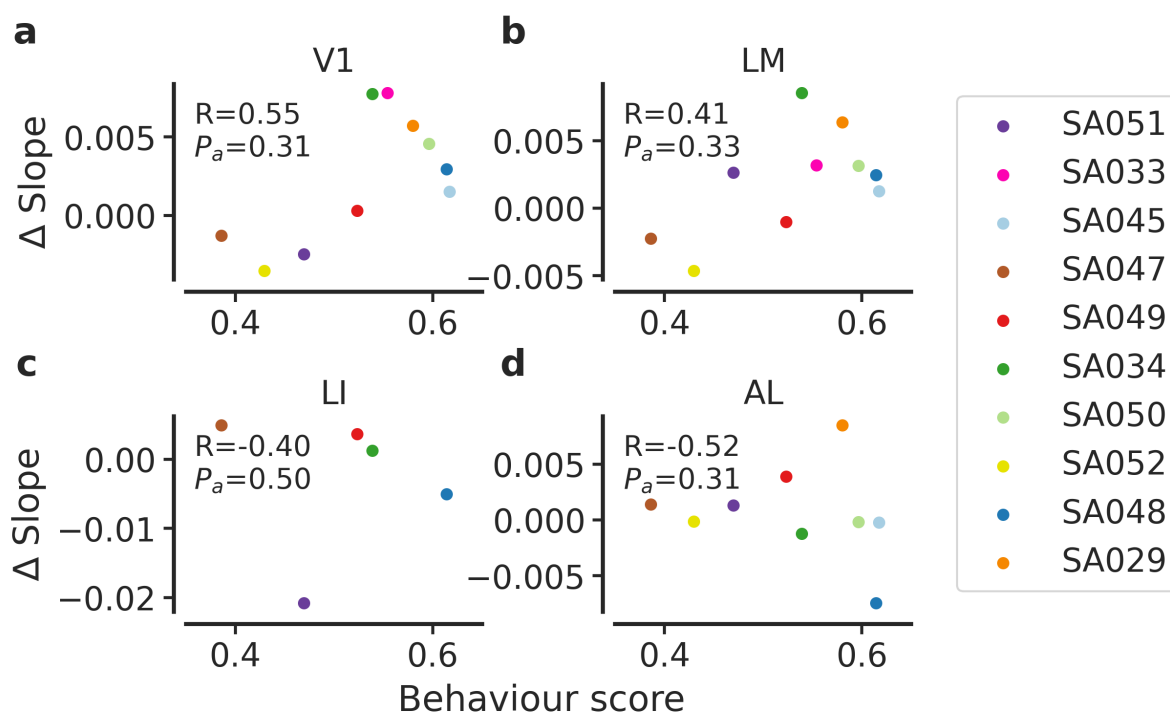 a
V1
R=0.55
Pₐ=0.31
Δ Slope
0.005
0.000
0.4
0.6
b
LM
R=0.41
Pₐ=0.33
0.005
0.000
−0.005
0.4
0.6
c
LI
R=-0.40
Pₐ=0.50
Δ Slope
0.00
−0.01
−0.02
0.4
0.6
d
AL
R=-0.52
Pₐ=0.31
0.005
0.000
−0.005
0.4
0.6
Behaviour score
SA051
SA033
SA045
SA047
SA049
SA034
SA050
SA052
SA048
SA029